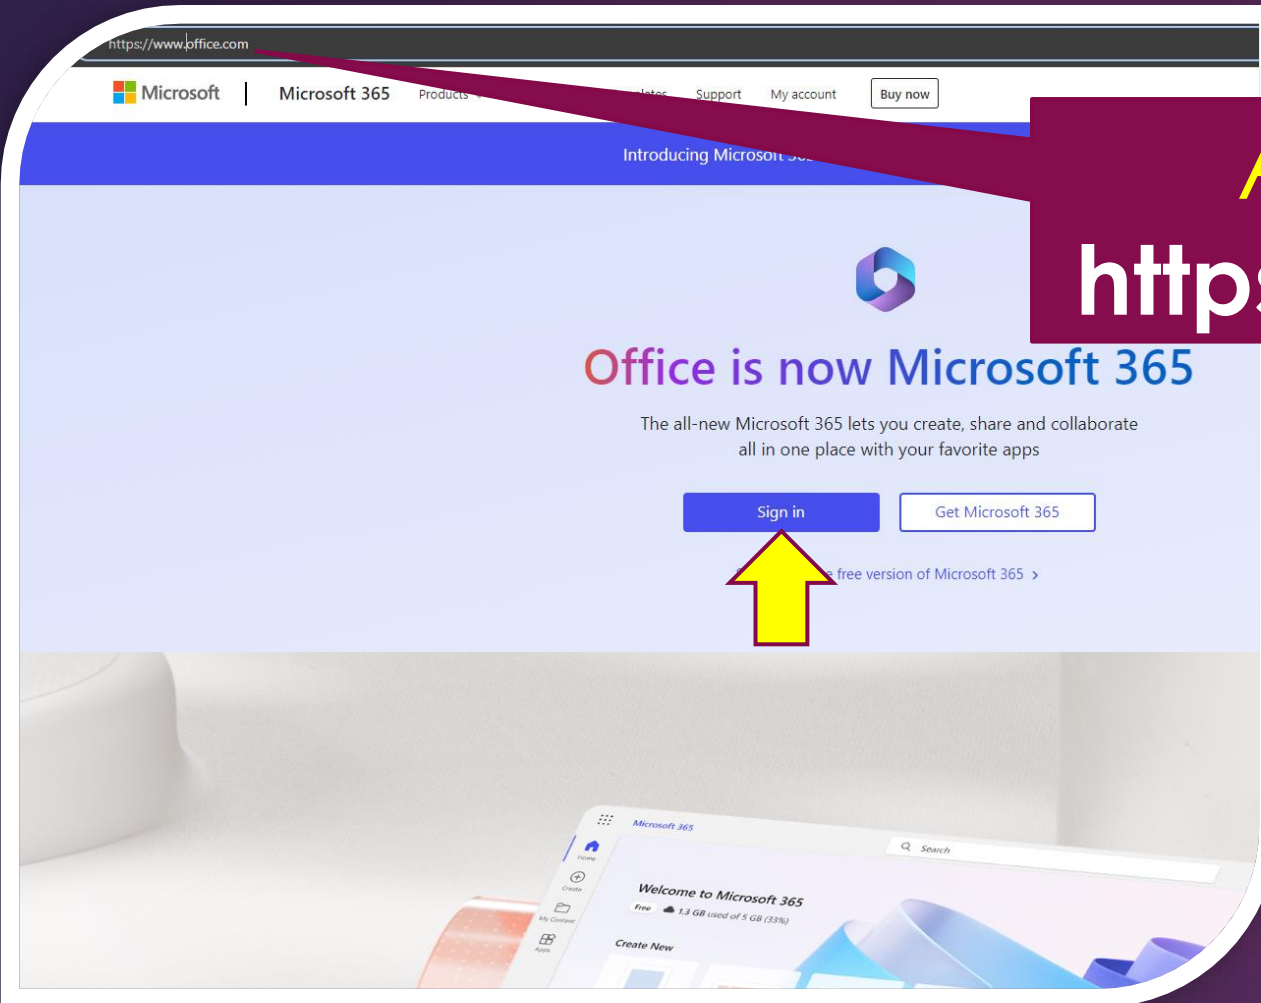 https://www.office.com
Microsoft
Microsoft 365 Products Support My account Buy now
Introducing Microsoft
https
Office is now Microsoft 365
The all-new Microsoft 365 lets you create, share and collaborate
all in one place with your favorite apps
Sign in
Get Microsoft 365
free version of Microsoft 365 >
Microsoft 365
Search
Home
Create
My Content
Apps
Welcome to Microsoft 365
Free 1.3 GB used of 5 GB (33%)
Create New